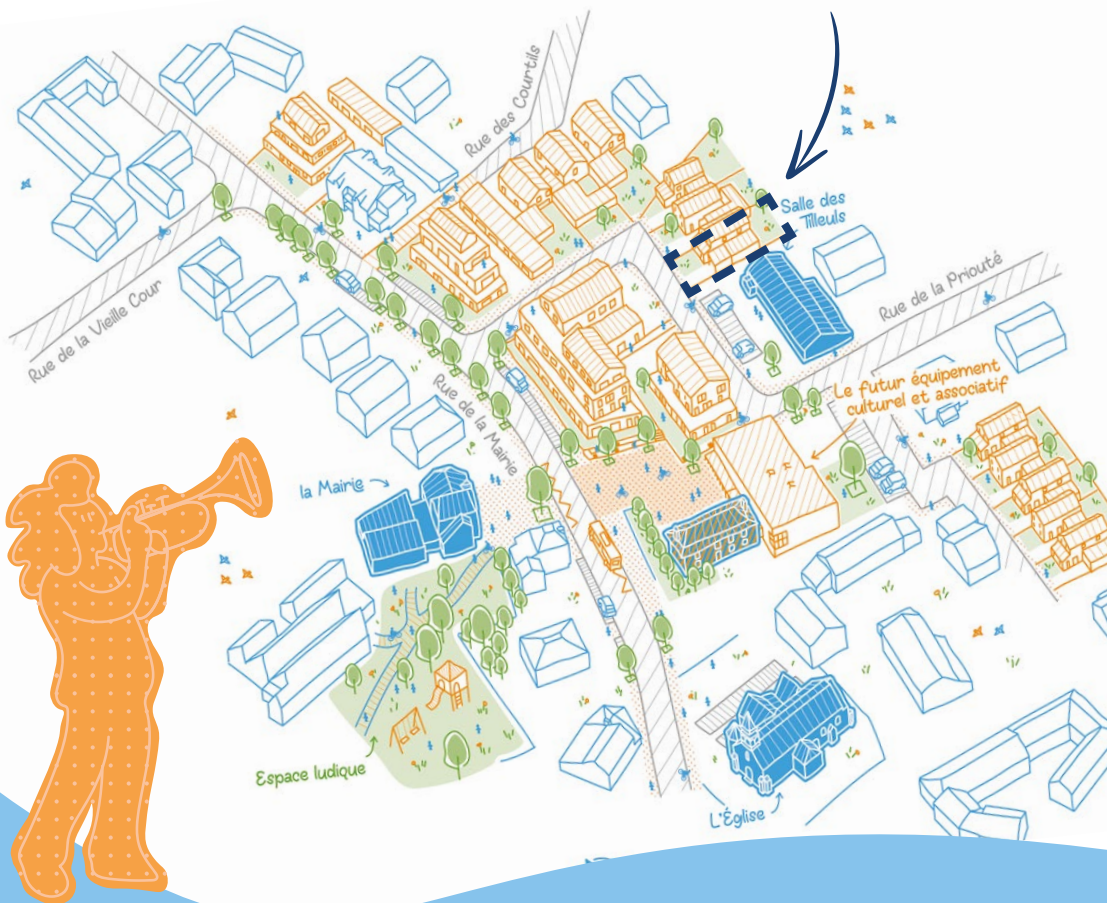 Rue des Courtils
Salle des
Tilleuls
Rue de la Vieille Cour
Rue de la Priouté
Rue de la Mairie
Le futur équipement
culturel et associatif
la Mairie
Espace ludique
L'Église